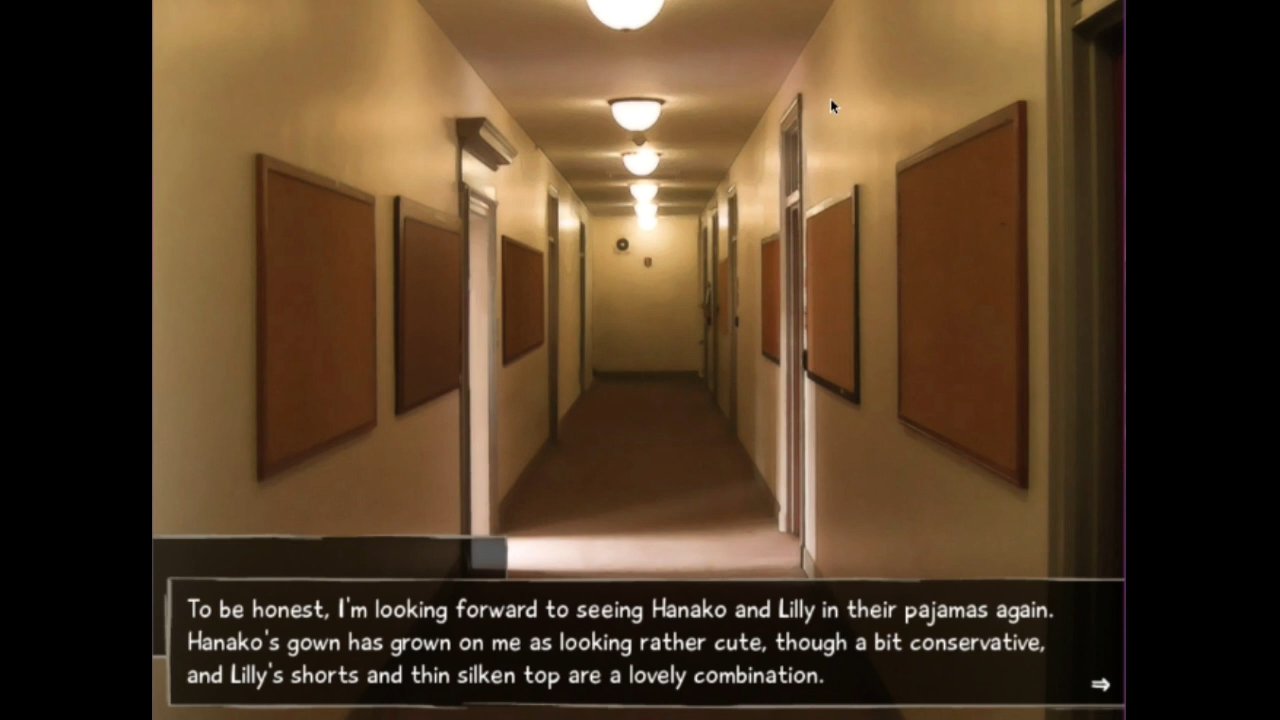 To be honest, I'm looking forward to seeing Hanako and Lilly in their pajamas again.
Hanako's gown has grown on me as looking rather cute, though a bit conservative,
and Lilly's shorts and thin silken top are a lovely combination.